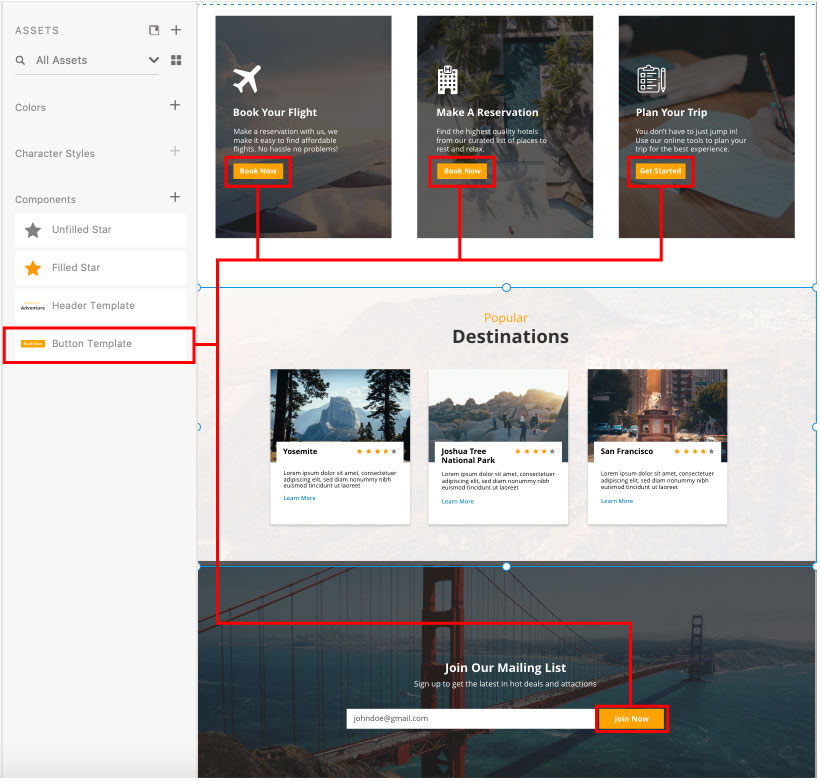 ASSETS
All Assets
Colors
Character Styles
Components
Unfilled Star
Filled Star
Adventure
Header Template
Book Now
Button Template
Book Your Flight
Make a reservation with us, we
make it easy to find affordable
flights. No hassle no problems!
Book Now
Make A Reservation
Find the highest quality hotels
from our curated list of places to
rest and relax.
Book Now
Plan Your Trip
You don't have to just jump in!
Use our online tools to plan your
trip for the best experience.
Get Started
Popular
Destinations
HOLLYWOOD
Yosemite
Lorem ipsum dolor sit amet, consectetuer
adipiscing elit, sed diam nonummy nibh
euismod tincidunt ut laoreet
Learn More
Joshua Tree
National Park
Lorem ipsum dolor sit amet, consectetuer
adipiscing elit, sed diam nonummy nibh
euismod tincidunt ut laoreet
Learn More
San Francisco
Lorem ipsum dolor sit amet, consectetuer
adipiscing elit, sed diam nonummy nibh
euismod tincidunt ut laoreet
Learn More
Join Our Mailing List
Sign up to get the latest in hot deals and attactions
johndoe@gmail.com
Join Now